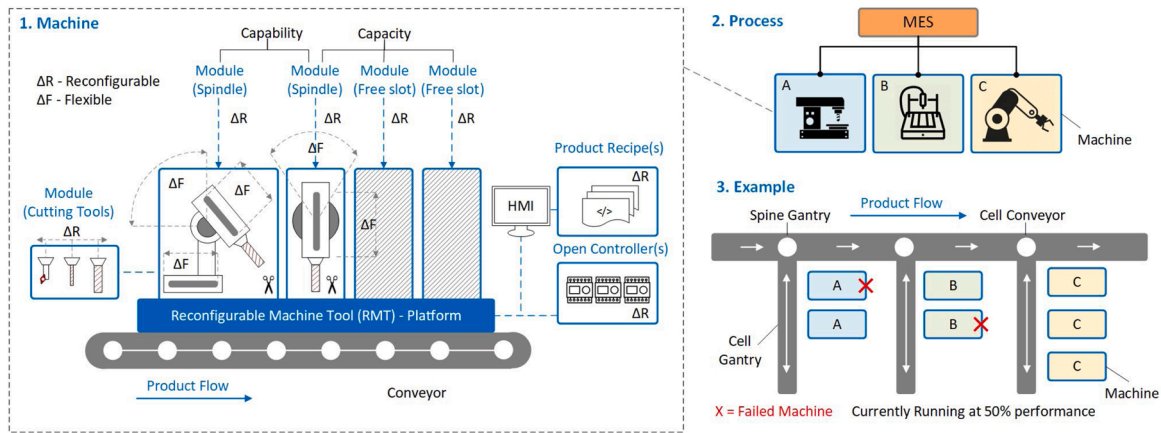 1. Machine
Capability
Capacity
ΔR - Reconfigurable
ΔF - Flexible
Module
(Spindle)
Module
(Spindle)
Module
(Free slot)
Module
(Free slot)
ΔR
ΔR
ΔR
ΔR
Module
(Cutting Tools)
ΔR
ΔF
ΔF
ΔF
ΔF
ΔF
HMI
Product Recipe(s)
ΔR
</>
Open Controller(s)
ΔR
Reconfigurable Machine Tool (RMT) - Platform
Product Flow
Conveyor
2. Process
MES
A
B
C
Machine
3. Example
Spine Gantry
Product Flow
Cell Conveyor
A
B
C
A
B
C
C
Cell
Gantry
Machine
X = Failed Machine
Currently Running at 50% performance